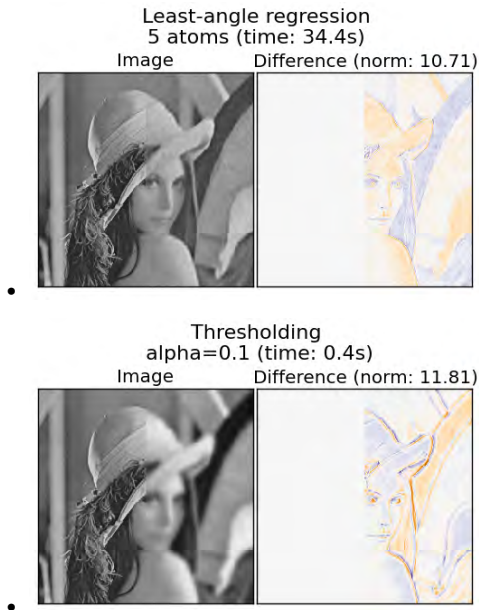 Least-angle regression
5 atoms (time: 34.4s)
Image
Difference (norm: 10.71)
Thresholding
alpha=0.1 (time: 0.4s)
Image
Difference (norm: 11.81)